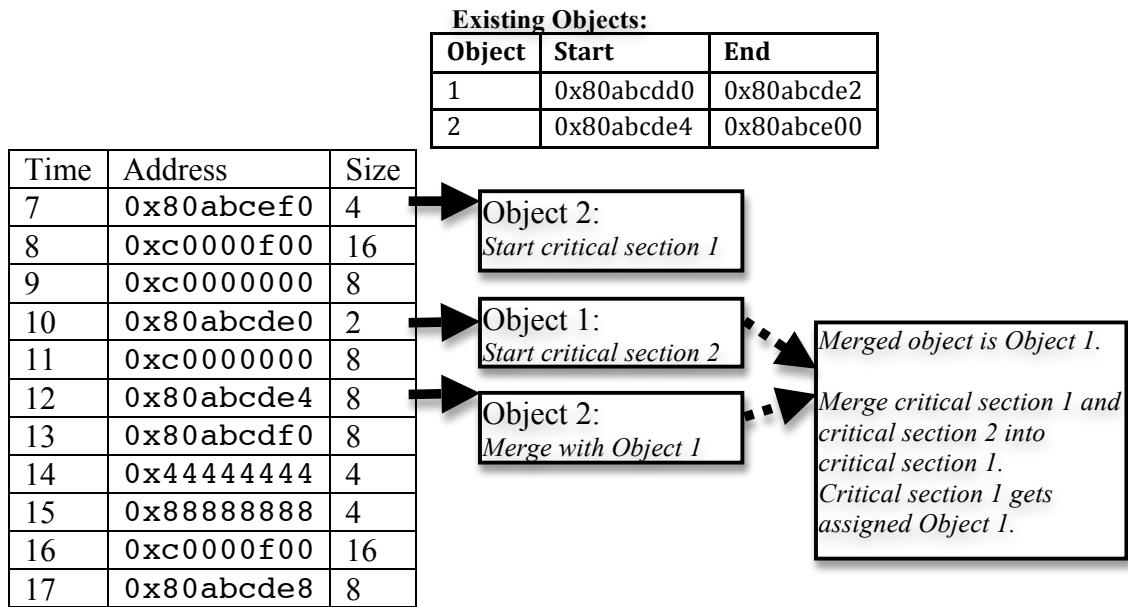 Existing Objects:
Object Start End
1 0x80abcdd0 0x80abcde2
2 0x80abcde4 0x80abce00
Time Address Size
7 0x80abcef0 4
8 0xc0000f00 16
9 0xc0000000 8
10 0x80abcde0 2
11 0xc0000000 8
12 0x80abcde4 8
13 0x80abcdf0 8
14 0x44444444 4
15 0x88888888 4
16 0xc0000f00 16
17 0x80abcde8 8
Object 2:
Start critical section 1
Object 1:
Start critical section 2
Object 2:
Merge with Object 1
Merged object is Object 1.
Merge critical section 1 and
critical section 2 into
critical section 1.
Critical section 1 gets
assigned Object 1.